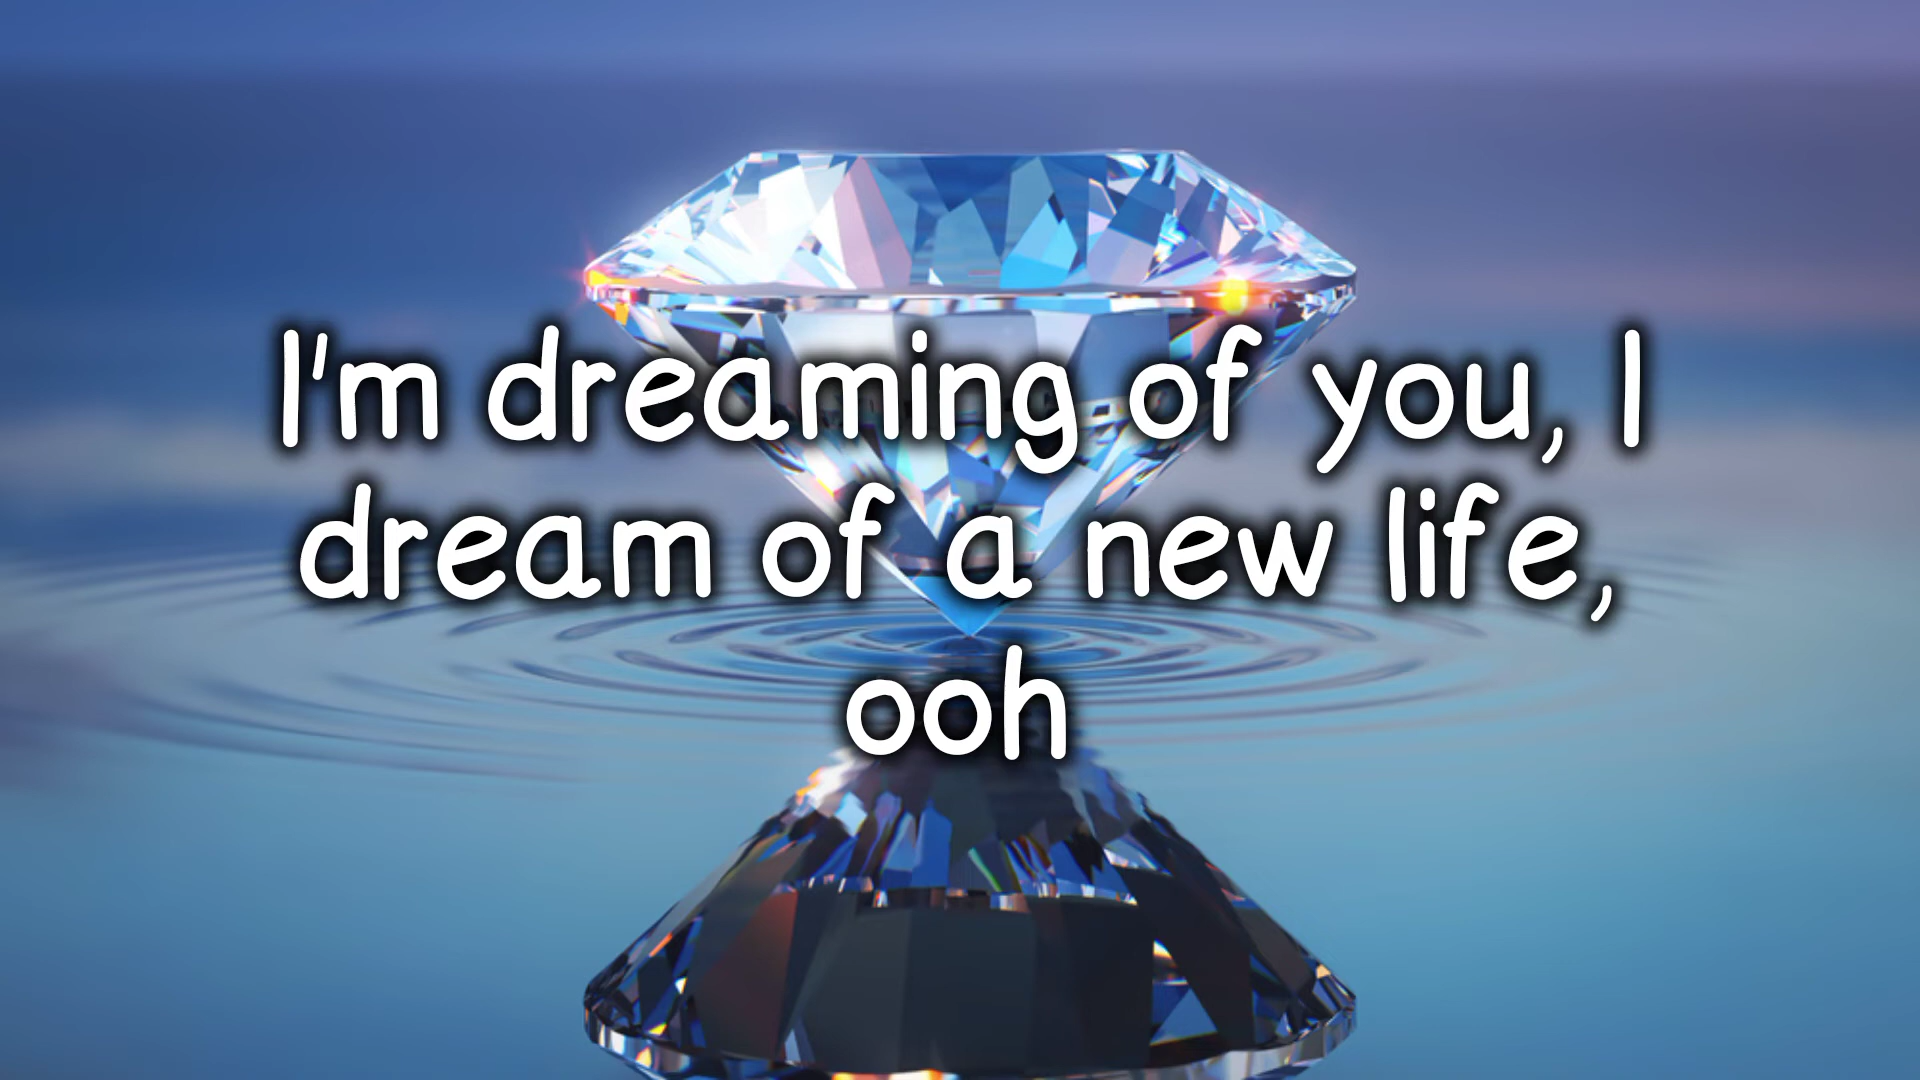 I'm dreaming of you, I
dream of a new life,
ooh